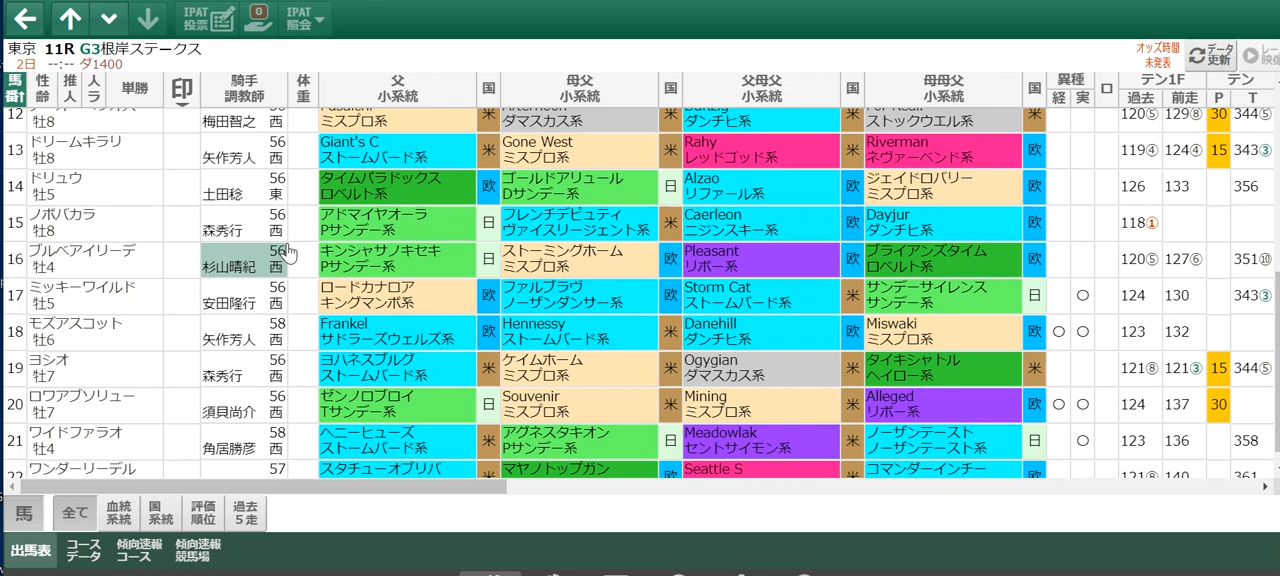 IPAT 投票 0 IPAT 照会
東京 11R G3根岸ステークス オッズ時間 未発表 データ更新
2日 --:-- ダ1400
馬番 性齢 推人 人ラ 単勝 印 騎手 調教師 体重 父 小系統 国 母父 小系統 国 父母父 小系統 国 母母父 小系統 国 異種 経 実 ロ テン1F 過去 前走 テン P T
12 牡8 梅田智之 西 ミスプロ系 米 ダマスカス系 米 Danzig ダンチヒ系 米 ストックウエル系 米 120⑤ 129⑧ 30 344⑤
13 ドリームキラリ 56 Giant's C Gone West Rahy Riverman
牡8 矢作芳人 西 ストームバード系 米 ミスプロ系 米 レッドゴッド系 米 ネヴァーベンド系 欧 119④ 124④ 15 343③
14 ドリュウ 56 タイムパラドックス ゴールドアリュール Alzao ジェイドロバリー
牡5 土田稔 東 ロベルト系 欧 Dサンデー系 日 リファール系 欧 ミスプロ系 米 126 133 356
15 ノボバカラ 56 アドマイヤオーラ フレンチデピュティ Caerleon Dayjur
牡8 森秀行 西 Pサンデー系 日 ヴァイスリージェント系 米 ニジンスキー系 欧 ダンチヒ系 欧 118①
16 ブルベアイリーデ 56 キンシャサノキセキ ストーミングホーム Pleasant ブライアンズタイム
牡4 杉山晴紀 西 Pサンデー系 日 ミスプロ系 欧 リボー系 米 ロベルト系 欧 120⑤ 127⑥ 351⑩
17 ミッキーワイルド 56 ロードカナロア ファルブラヴ Storm Cat サンデーサイレンス
牡5 安田隆行 西 キングマンボ系 欧 ノーザンダンサー系 欧 ストームバード系 米 サンデー系 日 ○ 124 130 343③
18 モズアスコット 58 Frankel Hennessy Danehill Miswaki
牡6 矢作芳人 西 サドラーズウェルズ系 欧 ストームバード系 米 ダンチヒ系 欧 ミスプロ系 米 ○ ○ 123 132
19 ヨシオ 56 ヨハネスブルグ ケイムホーム Ogygian タイキシャトル
牡7 森秀行 西 ストームバード系 米 ミスプロ系 米 ダマスカス系 米 ヘイロー系 米 121⑧ 121③ 15 344⑤
20 ロワアブソリュー 56 ゼンノロブロイ Souvenir Mining Alleged
牡7 須貝尚介 西 Tサンデー系 日 ミスプロ系 米 ミスプロ系 米 リボー系 欧 ○ ○ 124 137 30
21 ワイドファラオ 58 ヘニーヒューズ アグネスタキオン Meadowlak ノーザンテースト
牡4 角居勝彦 西 ストームバード系 米 Pサンデー系 日 セントサイモン系 米 ノーザンテースト系 日 ○ 123 136 358
22 ワンダーリーデル 57 スタチューオブリバ 米 マヤノトップガン 欧 Seattle S 米 コマンダーインチー 欧 121⑧ 140 361
馬 全て 血統系統 国系統 評価順位 過去5走
出馬表 コースデータ 傾向速報コース 傾向速報競馬場